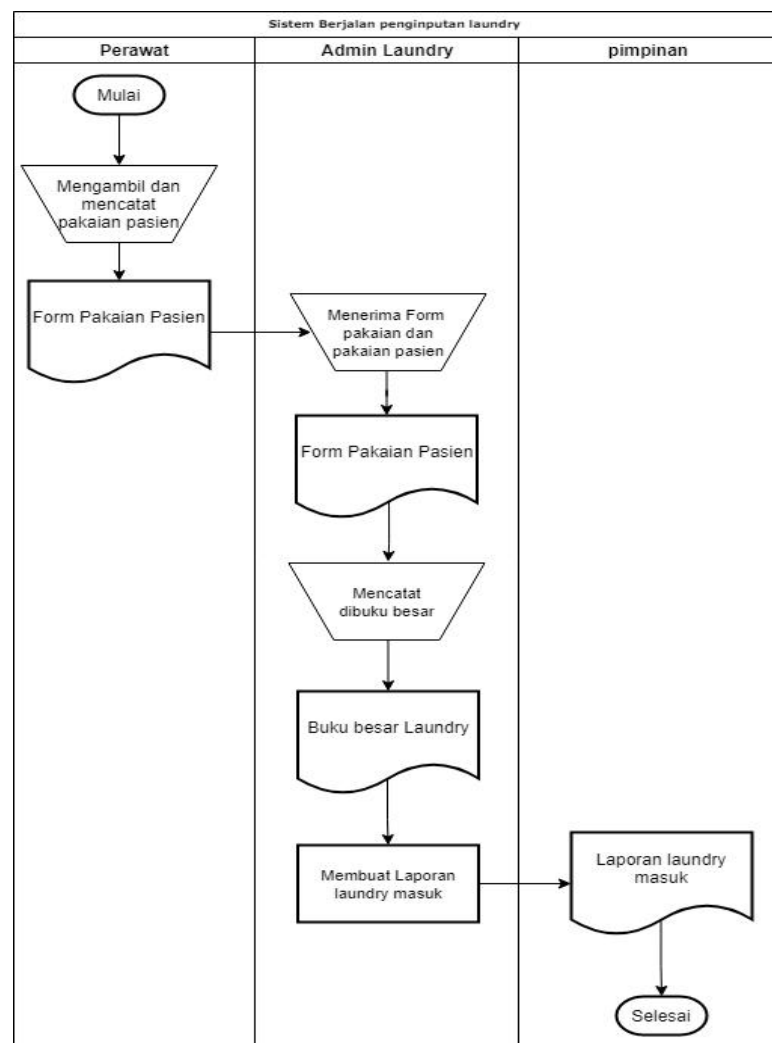 Sistem Berjalan penginputan laundry
Perawat
Admin Laundry
pimpinan
Mulai
Mengambil dan
mencatat
pakaian pasien
Form Pakaian Pasien
Menerima Form
pakaian dan
pakaian pasien
Form Pakaian Pasien
Mencatat
dibuku besar
Buku besar Laundry
Membuat Laporan
laundry masuk
Laporan laundry
masuk
Selesai